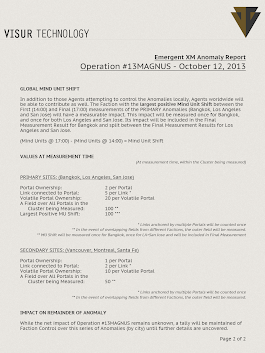 VISUR TECHNOLOGY
Emergent XM Anomaly Report
Operation #13MAGNUS - October 12, 2013
GLOBAL MIND UNIT SHIFT
In addition to those Agents attempting to control the Anomalies locally, Agents worldwide will
be able to contribute as well. The Faction with the largest positive Mind Unit Shift between the
First (14:00) and Final (17:00) measurements of the PRIMARY Anomalies (Bangkok, Los Angeles, San
Jose) will have a measurable impact. This impact will be measured once for Bangkok,
and once for both Los Angeles and San Jose. Its impact will be included in the Final
Measurement Result for Bangkok and split between the Final Measurement Results for Los
Angeles and San Jose.
(Mind Units @ 17:00) - (Mind Units @ 14:00) = Mind Unit Shift
VALUES AT MEASUREMENT TIME
(At measurement time, within the Cluster being measured)
PRIMARY SITES: (Bangkok, Los Angeles, San Jose)
Portal Ownership: 2 per Portal
Link connected to Portal: 5 per Link *
Volatile Portal Ownership: 20 per Volatile Portal
A Field over All Portals in the
Cluster being Measured: 100 **
Largest Positive MU Shift: 100 ***
* Links anchored by multiple Portals will be counted once
** In the event of overlapping fields from different Factions, the outer field will be measured
*** MU Shift will be measured once for Bangkok, once for LA/San Jose and will be included in Final Measurement
SECONDARY SITES: (Vancouver, Montreal, Santa Fe)
Portal Ownership: 1 per Portal
Link Connected to Portal: 2 per Link *
Volatile Portal Ownership: 10 per Volatile Portal
A Field over All Portals in the
Cluster being Measured: 50 **
* Links anchored by multiple Portals will be counted once
** In the event of overlapping fields from different Factions, the outer field will be measured
IMPACT ON REMAINDER OF ANOMALY
While the net impact of Operation #13MAGNUS remains unknown, a tally will be maintained of
Faction Control over this series of Anomalies (by city) until further details are uncovered.
Page 2 of 2